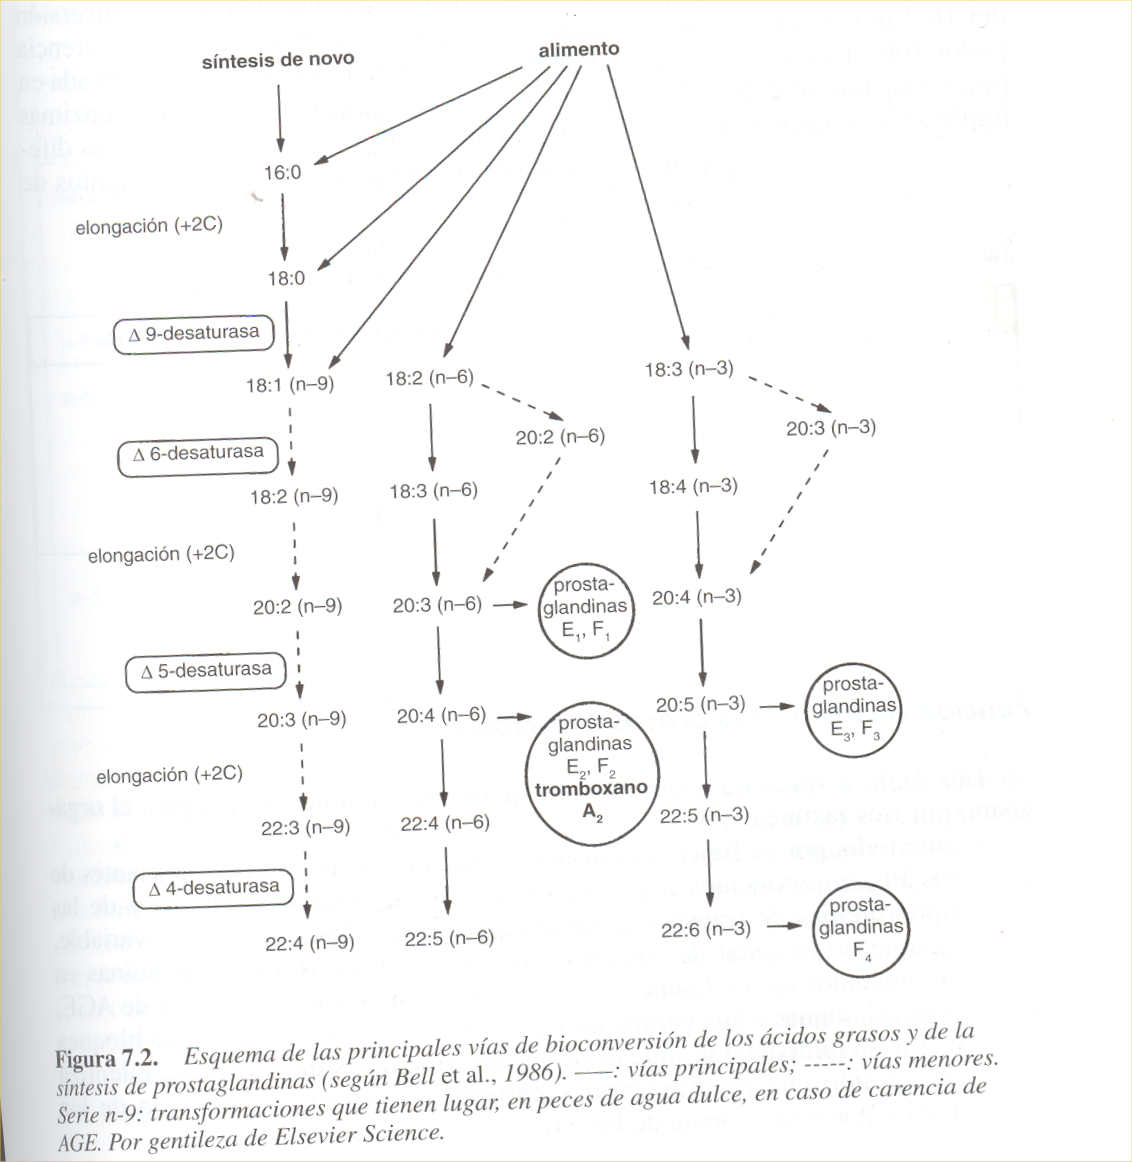 síntesis de novo
alimento
16:0
elongación (+2C)
18:0
Δ 9-desaturasa
18:1 (n–9)
18:2 (n–6)
18:3 (n–3)
20:2 (n–6)
20:3 (n–3)
Δ 6-desaturasa
18:2 (n–9)
18:3 (n–6)
18:4 (n–3)
elongación (+2C)
20:2 (n–9)
20:3 (n–6)
prosta-
glandinas
E₁, F₁
20:4 (n–3)
Δ 5-desaturasa
20:3 (n–9)
20:4 (n–6)
prosta-
glandinas
E₂, F₂
tromboxano
A₂
20:5 (n–3)
prosta-
glandinas
E₃, F₃
elongación (+2C)
22:3 (n–9)
22:4 (n–6)
22:5 (n–3)
Δ 4-desaturasa
22:4 (n–9)
22:5 (n–6)
22:6 (n–3)
prosta-
glandinas
F₄
Figura 7.2. Esquema de las principales vías de bioconversión de los ácidos grasos y de la
síntesis de prostaglandinas (según Bell et al., 1986). ——: vías principales; -----: vías menores.
Serie n-9: transformaciones que tienen lugar, en peces de agua dulce, en caso de carencia de
AGE. Por gentileza de Elsevier Science.